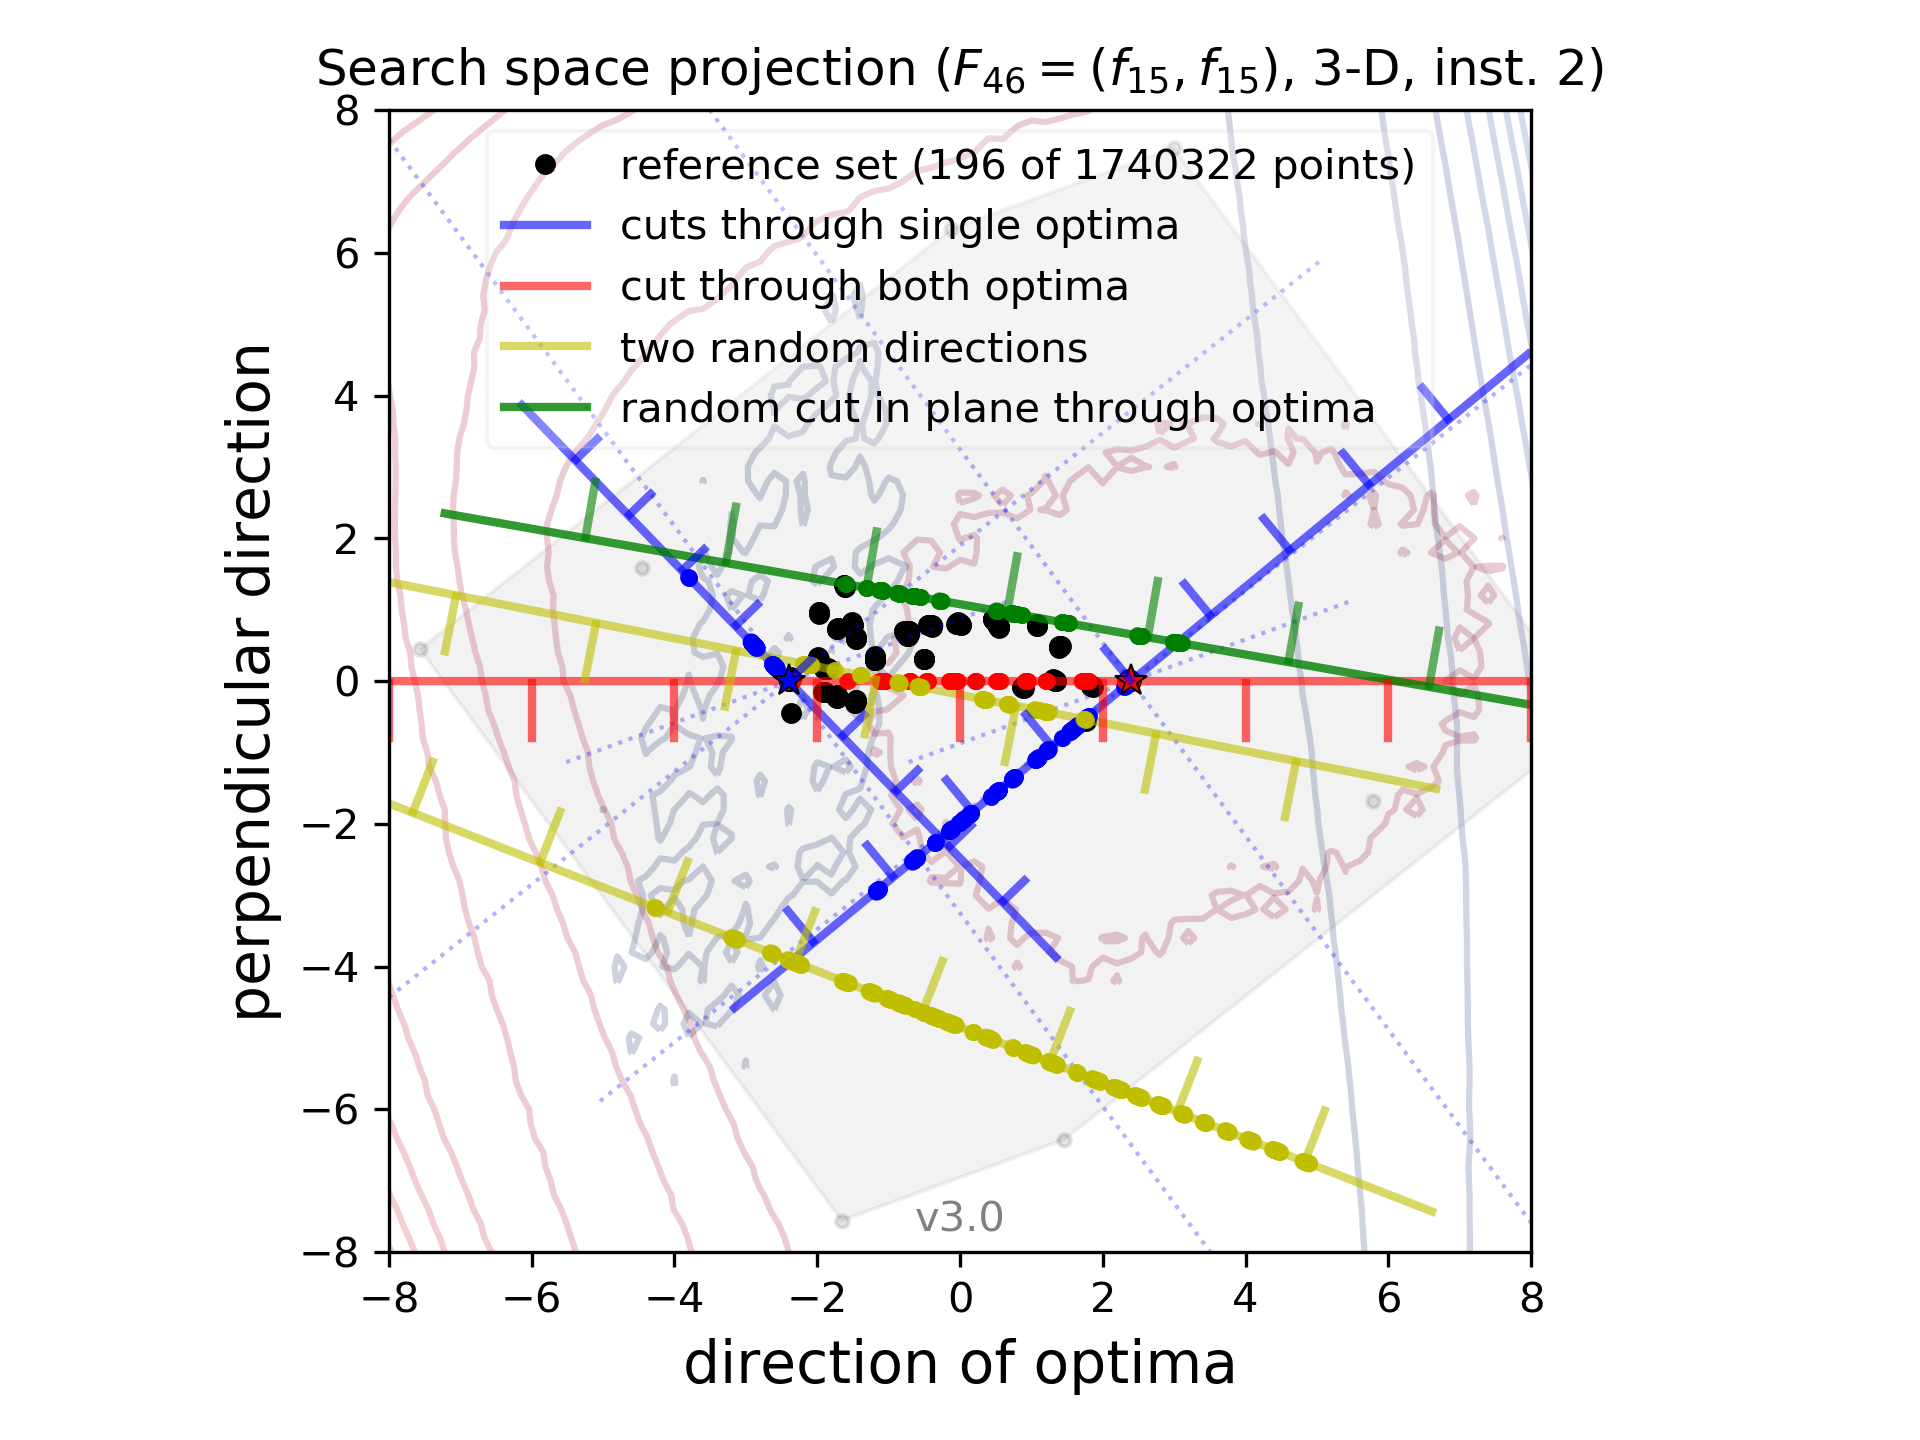 Search space projection (F46 = (f15, f15), 3-D, inst. 2)
reference set (196 of 1740322 points)
cuts through single optima
cut through both optima
two random directions
random cut in plane through optima
8
6
4
2
0
−2
−4
−6
−8
perpendicular direction
v3.0
−8 −6 −4 −2 0 2 4 6 8
direction of optima